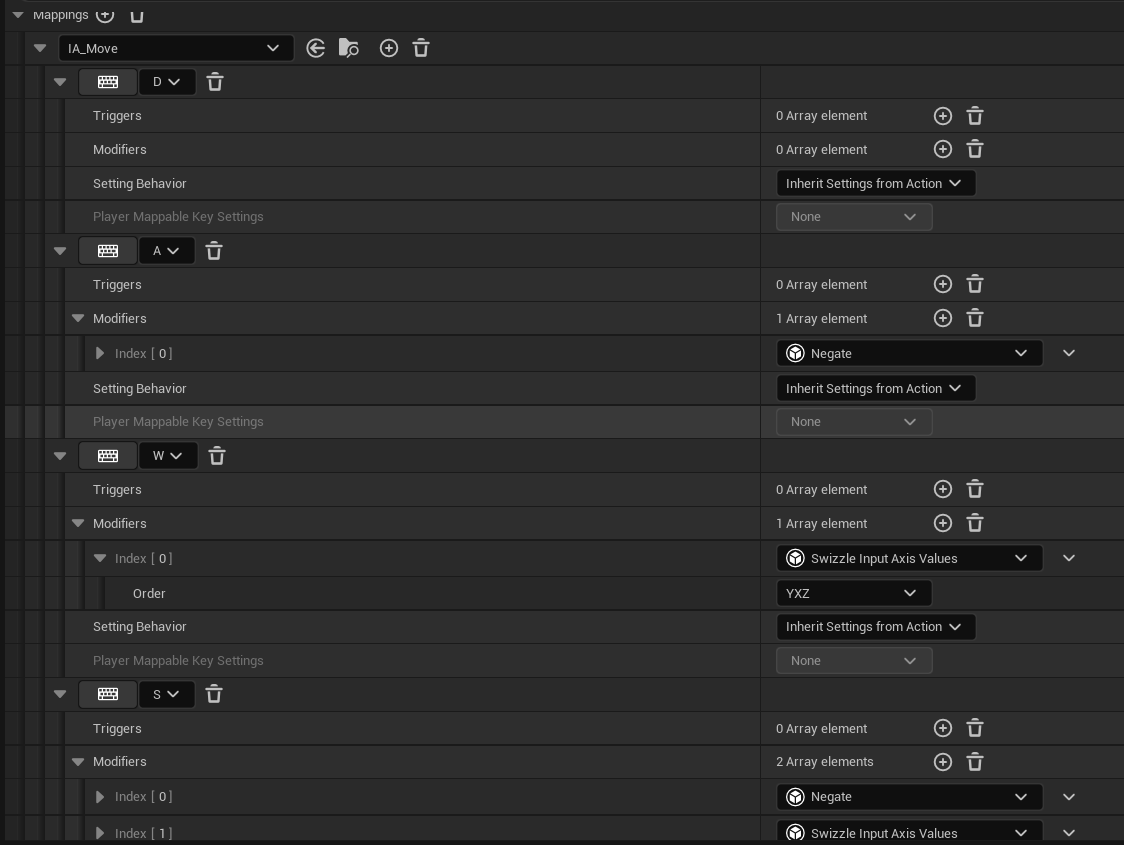 Mappings
IA_Move
D
Triggers 0 Array element
Modifiers 0 Array element
Setting Behavior Inherit Settings from Action
Player Mappable Key Settings None
A
Triggers 0 Array element
Modifiers 1 Array element
Index [ 0 ] Negate
Setting Behavior Inherit Settings from Action
Player Mappable Key Settings None
W
Triggers 0 Array element
Modifiers 1 Array element
Index [ 0 ] Swizzle Input Axis Values
Order YXZ
Setting Behavior Inherit Settings from Action
Player Mappable Key Settings None
S
Triggers 0 Array element
Modifiers 2 Array elements
Index [ 0 ] Negate
Index [ 1 ] Swizzle Input Axis Values